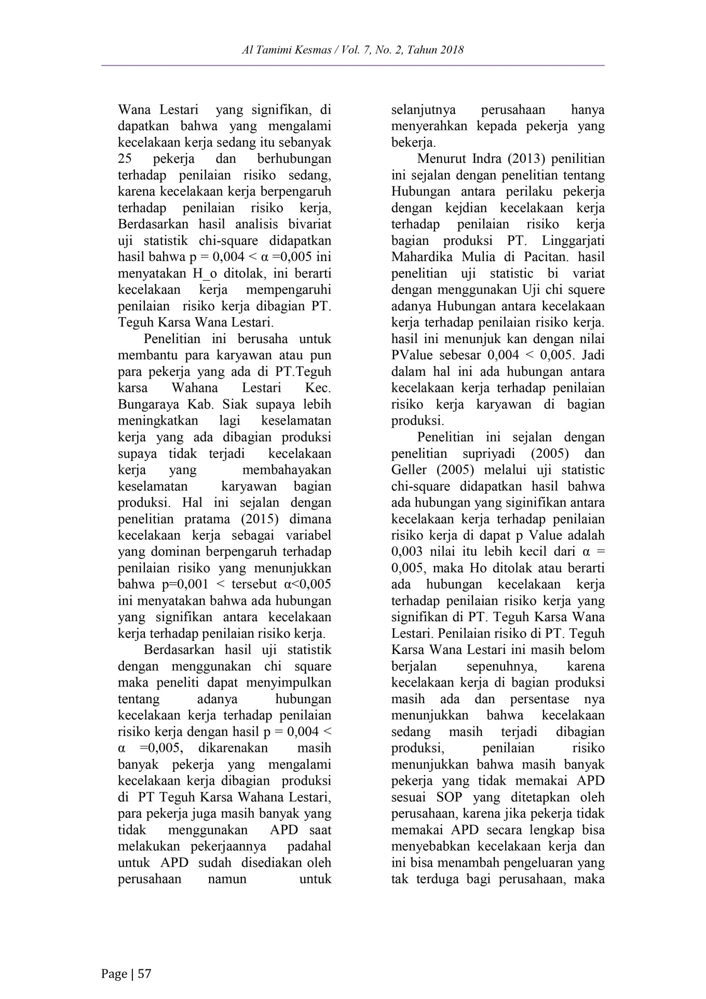 Al Tamimi Kesmas / Vol. 7, No. 2, Tahun 2018
Wana Lestari yang signifikan, di
dapatkan bahwa yang mengalami
kecelakaan kerja sedang itu sebanyak
25 pekerja dan berhubungan
terhadap penilaian risiko sedang,
karena kecelakaan kerja berpengaruh
terhadap penilaian risiko kerja,
Berdasarkan hasil analisis bivariat
uji statistik chi-square didapatkan
hasil bahwa p = 0,004 < α =0,005 ini
menyatakan H_o ditolak, ini berarti
kecelakaan kerja mempengaruhi
penilaian risiko kerja dibagian PT.
Teguh Karsa Wana Lestari.
Penelitian ini berusaha untuk
membantu para karyawan atau pun
para pekerja yang ada di PT.Teguh
karsa Wahana Lestari Kec.
Bungaraya Kab. Siak supaya lebih
meningkatkan lagi keselamatan
kerja yang ada dibagian produksi
supaya tidak terjadi kecelakaan
kerja yang membahayakan
keselamatan karyawan bagian
produksi. Hal ini sejalan dengan
penelitian pratama (2015) dimana
kecelakaan kerja sebagai variabel
yang dominan berpengaruh terhadap
penilaian risiko yang menunjukkan
bahwa p=0,001 < tersebut α<0,005
ini menyatakan bahwa ada hubungan
yang signifikan antara kecelakaan
kerja terhadap penilaian risiko kerja.
Berdasarkan hasil uji statistik
dengan menggunakan chi square
maka peneliti dapat menyimpulkan
tentang adanya hubungan
kecelakaan kerja terhadap penilaian
risiko kerja dengan hasil p = 0,004 <
α =0,005, dikarenakan masih
banyak pekerja yang mengalami
kecelakaan kerja dibagian produksi
di PT Teguh Karsa Wahana Lestari,
para pekerja juga masih banyak yang
tidak menggunakan APD saat
melakukan pekerjaannya padahal
untuk APD sudah disediakan oleh
perusahaan namun untuk
selanjutnya perusahaan hanya
menyerahkan kepada pekerja yang
bekerja.
Menurut Indra (2013) penilitian
ini sejalan dengan penelitian tentang
Hubungan antara perilaku pekerja
dengan kejdian kecelakaan kerja
terhadap penilaian risiko kerja
bagian produksi PT. Linggarjati
Mahardika Mulia di Pacitan. hasil
penelitian uji statistic bi variat
dengan menggunakan Uji chi squere
adanya Hubungan antara kecelakaan
kerja terhadap penilaian risiko kerja.
hasil ini menunjuk kan dengan nilai
PValue sebesar 0,004 < 0,005. Jadi
dalam hal ini ada hubungan antara
kecelakaan kerja terhadap penilaian
risiko kerja karyawan di bagian
produksi.
Penelitian ini sejalan dengan
penelitian supriyadi (2005) dan
Geller (2005) melalui uji statistic
chi-square didapatkan hasil bahwa
ada hubungan yang siginifikan antara
kecelakaan kerja terhadap penilaian
risiko kerja di dapat p Value adalah
0,003 nilai itu lebih kecil dari α =
0,005, maka Ho ditolak atau berarti
ada hubungan kecelakaan kerja
terhadap penilaian risiko kerja yang
signifikan di PT. Teguh Karsa Wana
Lestari. Penilaian risiko di PT. Teguh
Karsa Wana Lestari ini masih belom
berjalan sepenuhnya, karena
kecelakaan kerja di bagian produksi
masih ada dan persentase nya
menunjukkan bahwa kecelakaan
sedang masih terjadi dibagian
produksi, penilaian risiko
menunjukkan bahwa masih banyak
pekerja yang tidak memakai APD
sesuai SOP yang ditetapkan oleh
perusahaan, karena jika pekerja tidak
memakai APD secara lengkap bisa
menyebabkan kecelakaan kerja dan
ini bisa menambah pengeluaran yang
tak terduga bagi perusahaan, maka
Page | 57